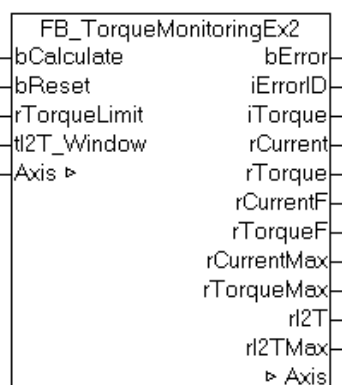 FB_TorqueMonitoringEx2
bCalculate bError
bReset iErrorID
rTorqueLimit iTorque
tI2T_Window rCurrent
Axis ▹ rTorque
rCurrentF
rTorqueF
rCurrentMax
rTorqueMax
rI2T
rI2TMax
▹ Axis